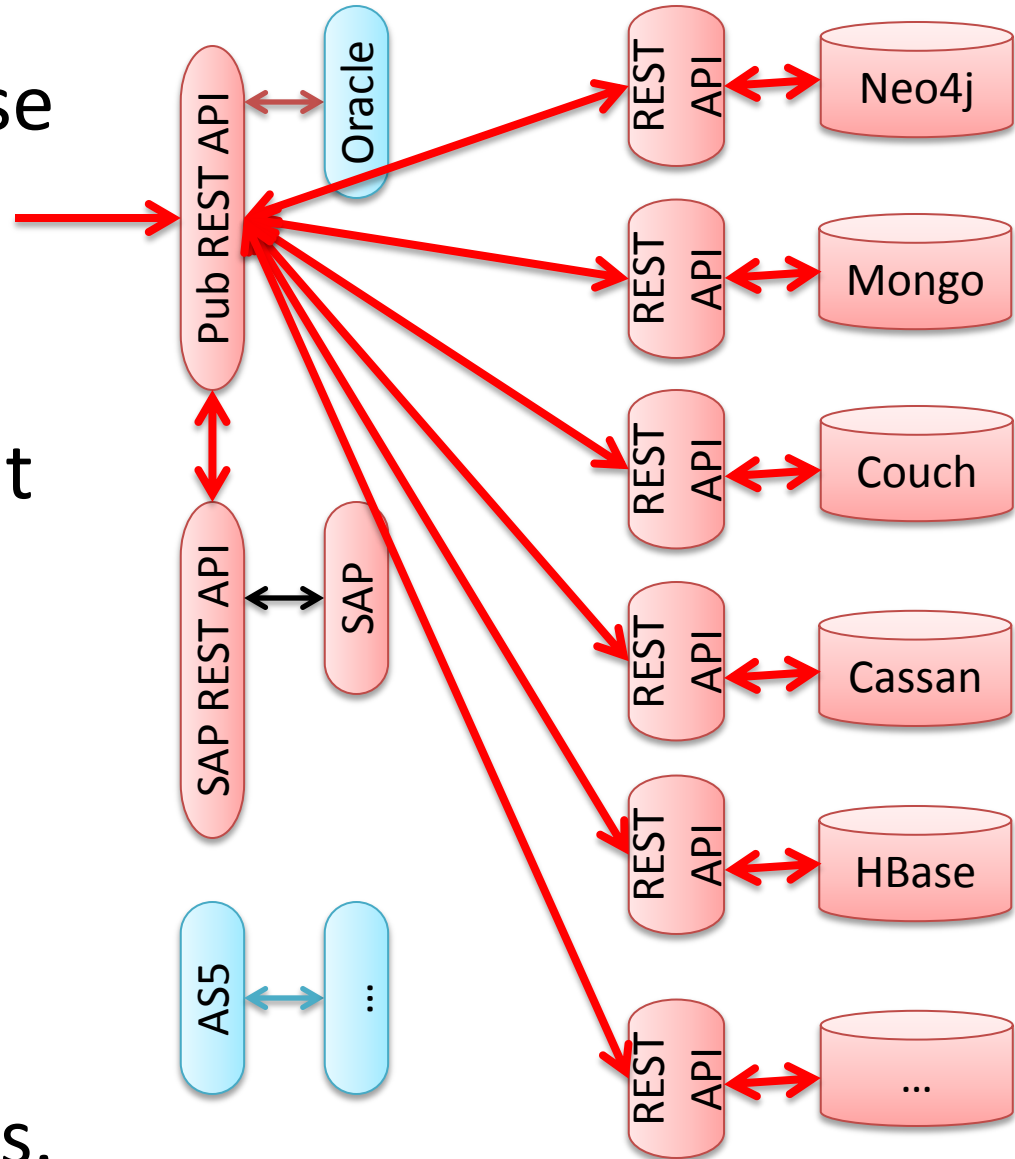 se
t
s.
Pub REST API
Oracle
SAP REST API
SAP
AS5
...
REST
API
Neo4j
REST
API
Mongo
REST
API
Couch
REST
API
Cassan
REST
API
HBase
REST
API
...